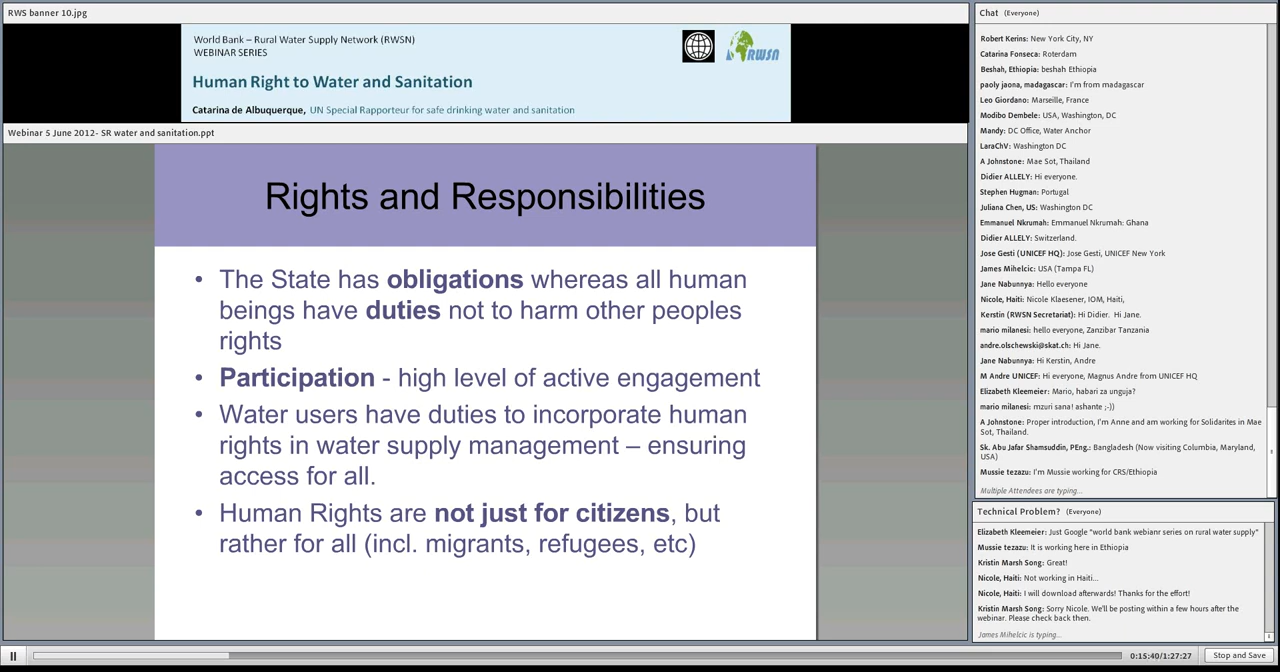 RWS banner 10.jpg
World Bank – Rural Water Supply Network (RWSN)
WEBINAR SERIES
RWSN
Human Right to Water and Sanitation
Catarina de Albuquerque, UN Special Rapporteur for safe drinking water and sanitation
Webinar 5 June 2012- SR water and sanitation.ppt
Rights and Responsibilities
• The State has obligations whereas all human
beings have duties not to harm other peoples
rights
• Participation - high level of active engagement
• Water users have duties to incorporate human
rights in water supply management – ensuring
access for all.
• Human Rights are not just for citizens, but
rather for all (incl. migrants, refugees, etc)
Chat (Everyone)
Robert Kerins: New York City, NY
Catarina Fonseca: Roterdam
Beshah, Ethiopia: beshah Ethiopia
paoly jaona, madagascar: I'm from madagascar
Leo Giordano: Marseille, France
Modibo Dembele: USA, Washington, DC
Mandy: DC Office, Water Anchor
LaraChV: Washington DC
A Johnstone: Mae Sot, Thailand
Didier ALLELY: Hi everyone.
Stephen Hugman: Portugal
Juliana Chen, US: Washington DC
Emmanuel Nkrumah: Emmanuel Nkrumah: Ghana
Didier ALLELY: Switzerland.
Jose Gesti (UNICEF HQ): Jose Gesti, UNICEF New York
James Mihelcic: USA (Tampa FL)
Jane Nabunnya: Hello everyone
Nicole, Haiti: Nicole Klaesener, IOM, Haiti,
Kerstin (RWSN Secretariat): Hi Didier. Hi Jane.
mario milanesi: hello everyone, Zanzibar Tanzania
andre.olschewski@skat.ch: Hi Jane.
Jane Nabunnya: Hi Kerstin, Andre
M Andre UNICEF: Hi everyone, Magnus Andre from UNICEF HQ
Elizabeth Kleemeier: Mario, habari za unguja?
mario milanesi: mzuri sana! ashante ;-))
A Johnstone: Proper introduction, I'm Anne and am working for Solidarites in Mae
Sot, Thailand.
Sk. Abu Jafar Shamsuddin, PEng.: Bangladesh (Now visiting Columbia, Maryland,
USA)
Mussie tezazu: I'm Mussie working for CRS/Ethiopia
Multiple Attendees are typing...
Technical Problem? (Everyone)
Elizabeth Kleemeier: Just Google "world bank webianr series on rural water supply"
Mussie tezazu: It is working here in Ethiopia
Kristin Marsh Song: Great!
Nicole, Haiti: Not working in Haiti...
Nicole, Haiti: I will download afterwards! Thanks for the effort!
Kristin Marsh Song: Sorry Nicole. We'll be posting within a few hours after the
webinar. Please check back then.
James Mihelcic is typing...
0:15:40/1:27:27
Stop and Save